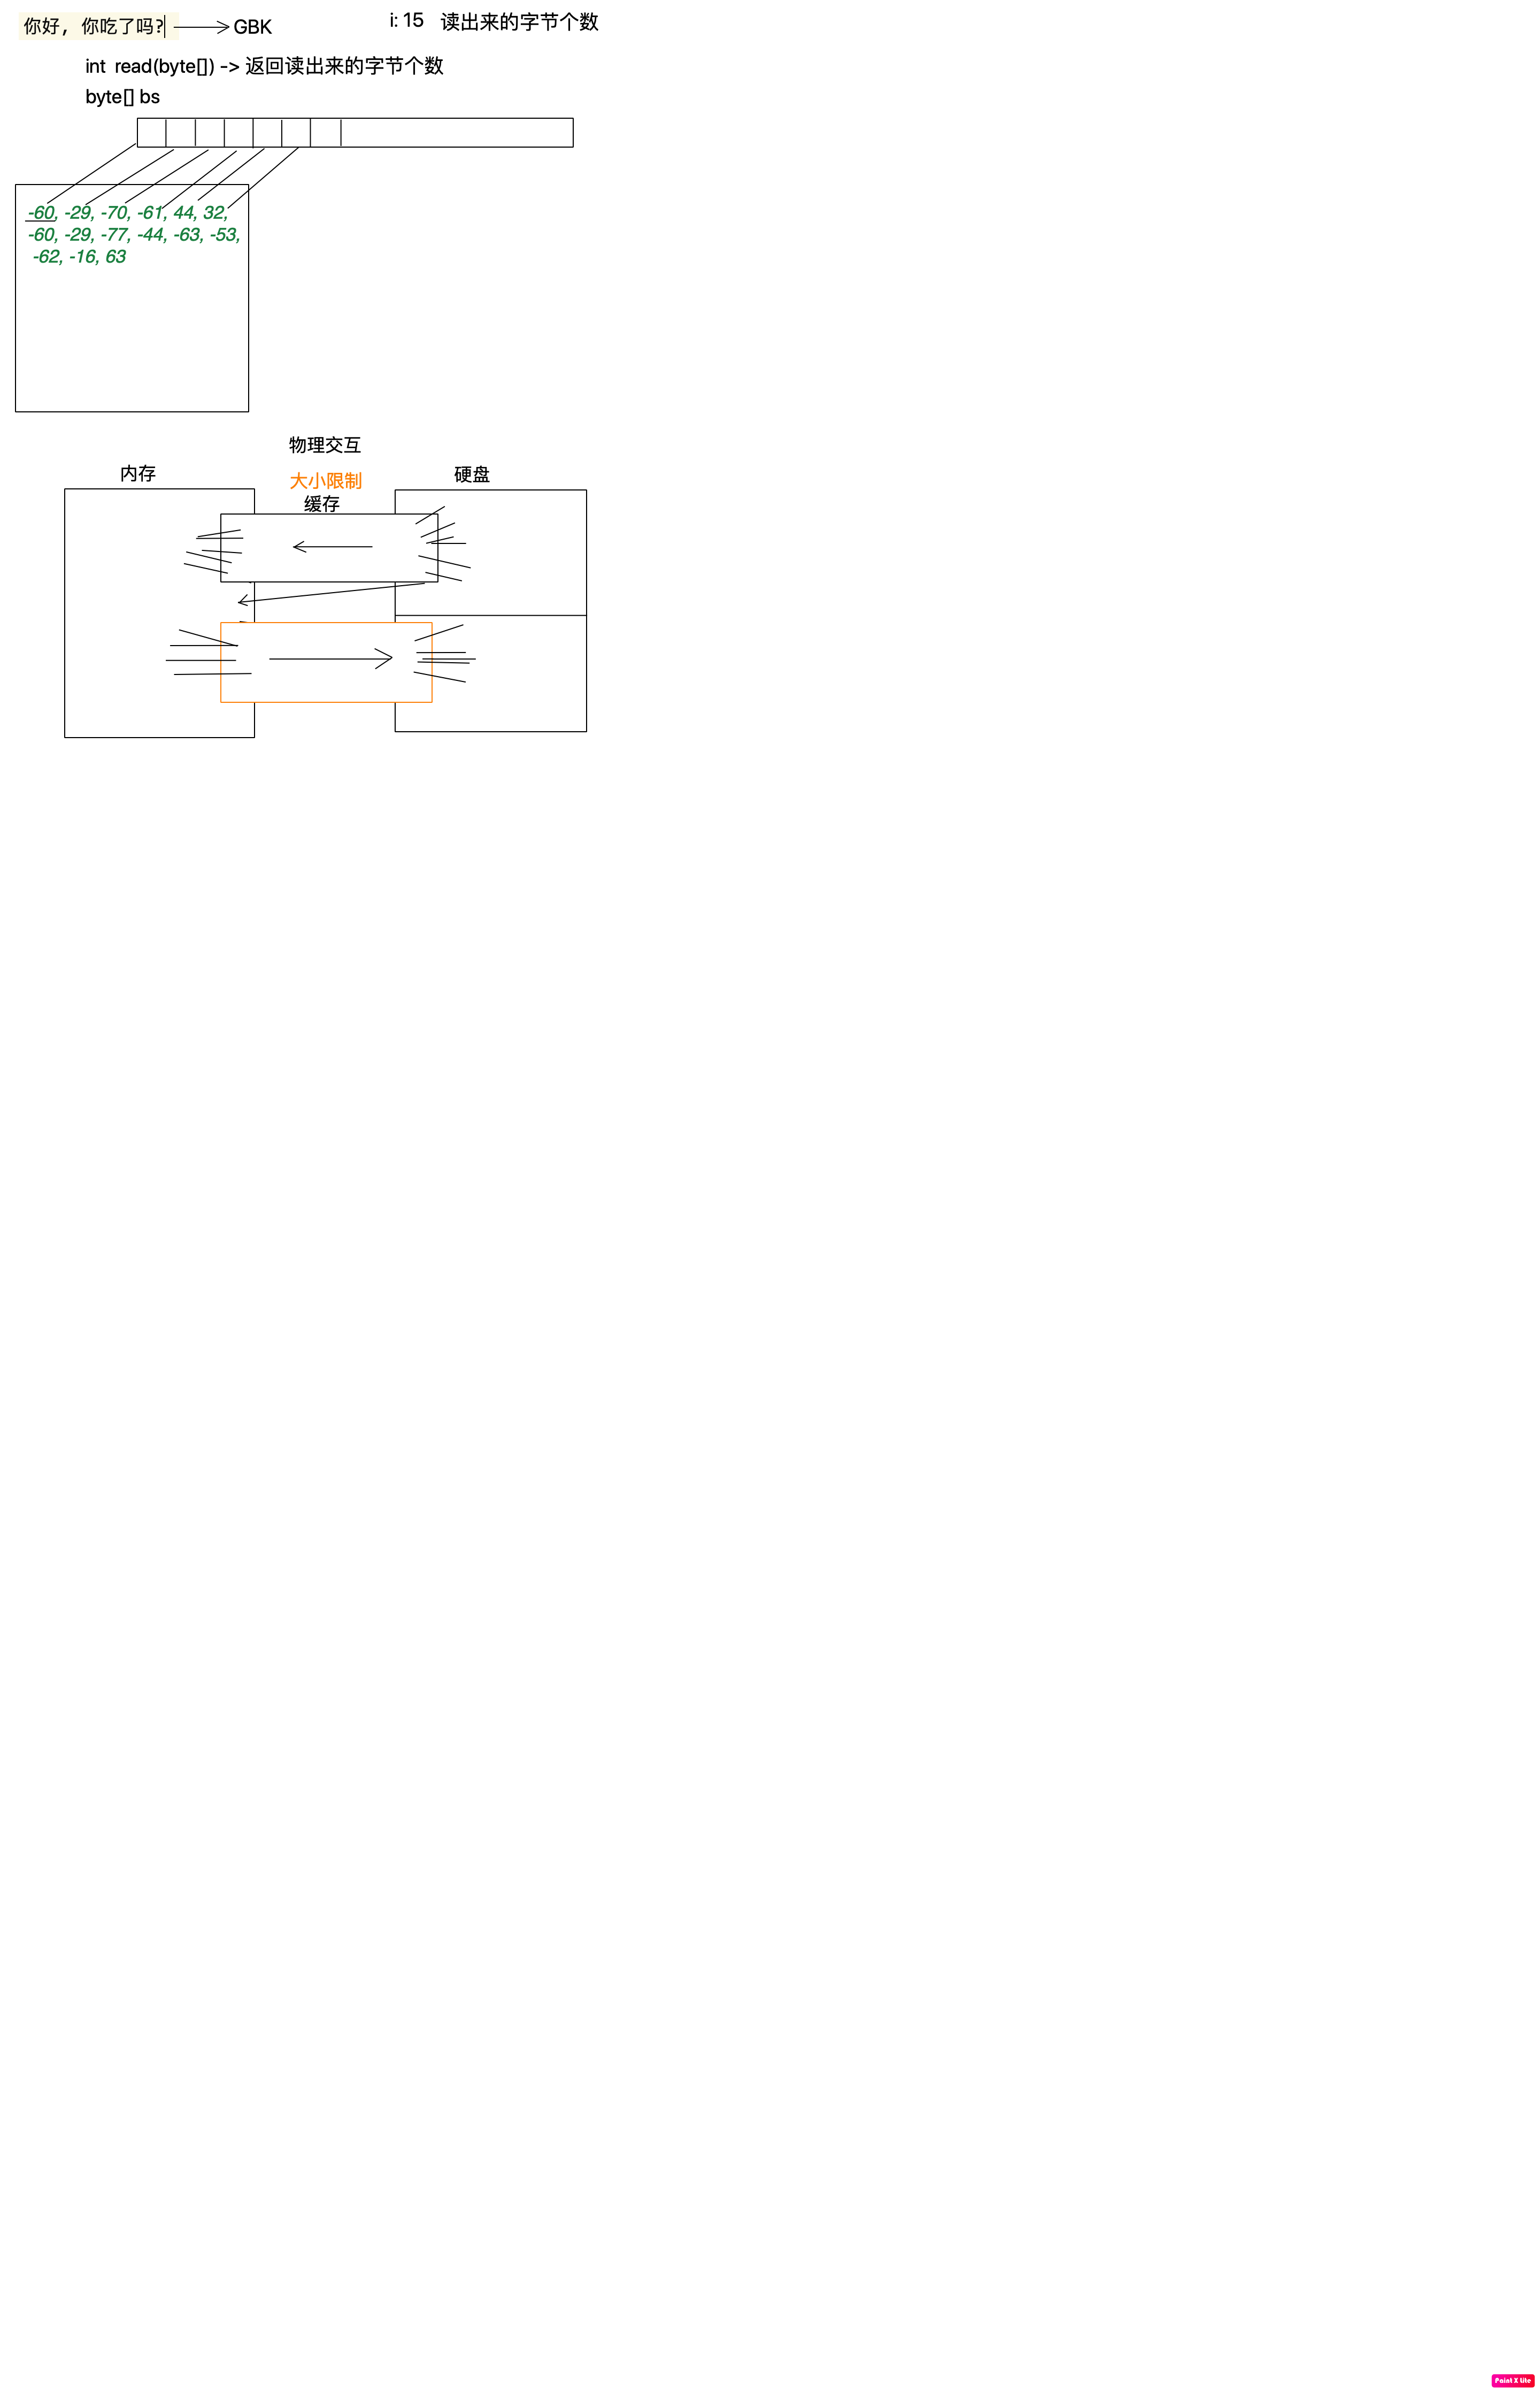 你好, 你吃了吗?
GBK
i: 15 读出来的字节个数
int read(byte[]) -> 返回读出来的字节个数
byte[] bs
-60, -29, -70, -61, 44, 32,
-60, -29, -77, -44, -63, -53,
-62, -16, 63
物理交互
内存
大小限制
硬盘
缓存
Paint X lite